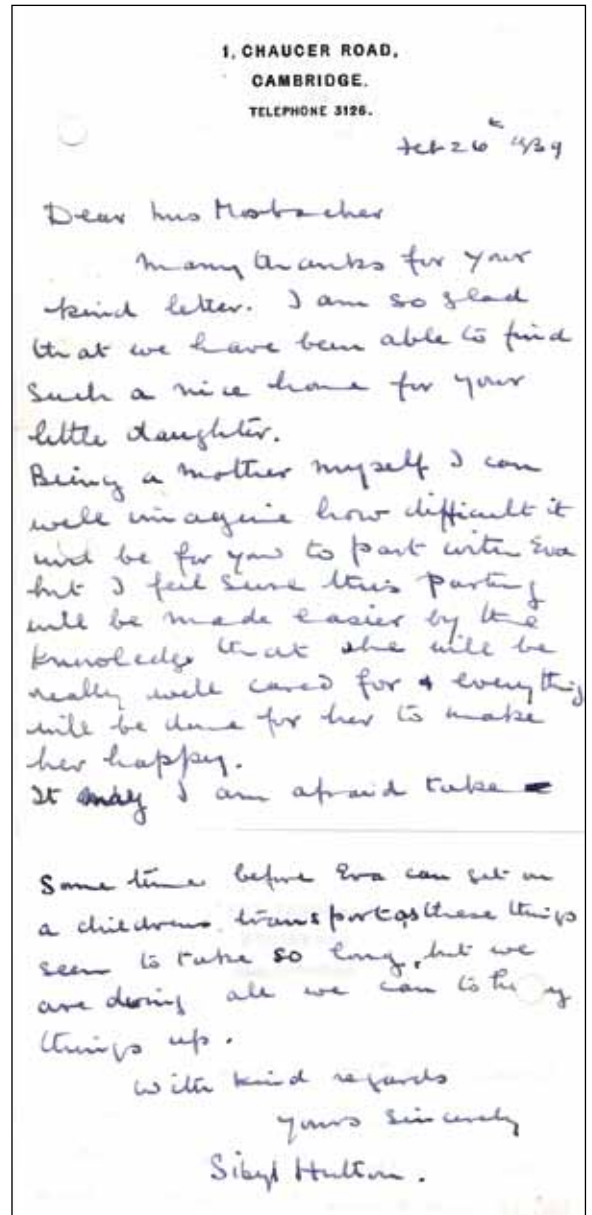 1, CHAUCER ROAD,
CAMBRIDGE.
TELEPHONE 3126.
Feb 26th 1939
Dear Mrs Mosbacher
Many thanks for your
kind letter. I am so glad
that we have been able to find
such a nice home for your
little daughter.
Being a mother myself I can
well imagine how difficult it
must be for you to part with Eva
but I feel sure this parting
will be made easier by the
knowledge that she will be
really well cared for & everything
will be done for her to make
her happy.
It may I am afraid take
some time before Eva can get on
a childrens transport as these things
seem to take so long, but we
are doing all we can to
things up.
With kind regards
Yours sincerely
Sibyl Hutton.